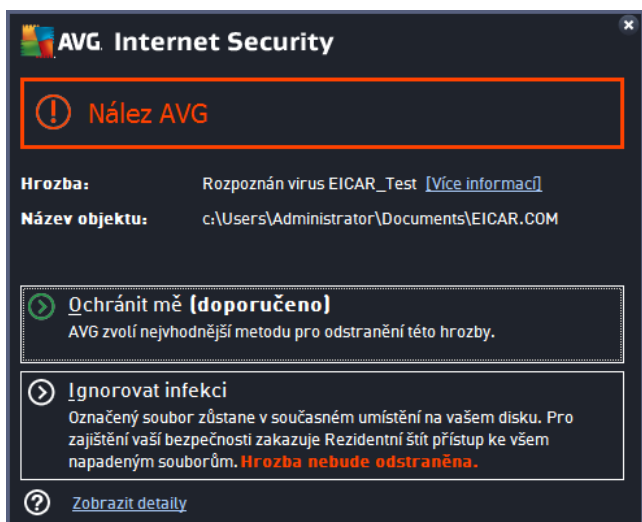 AVG. Internet Security
Nález AVG
Hrozba: Rozpoznán virus EICAR_Test [Více informací]
Název objektu: c:\Users\Administrator\Documents\EICAR.COM
Ochránit mě (doporučeno)
AVG zvolí nejvhodnější metodu pro odstranění této hrozby.
Ignorovat infekci
Označený soubor zůstane v současném umístění na vašem disku. Pro
zajištění vaší bezpečnosti zakazuje Rezidentní štít přístup ke všem
napadeným souborům. Hrozba nebude odstraněna.
Zobrazit detaily